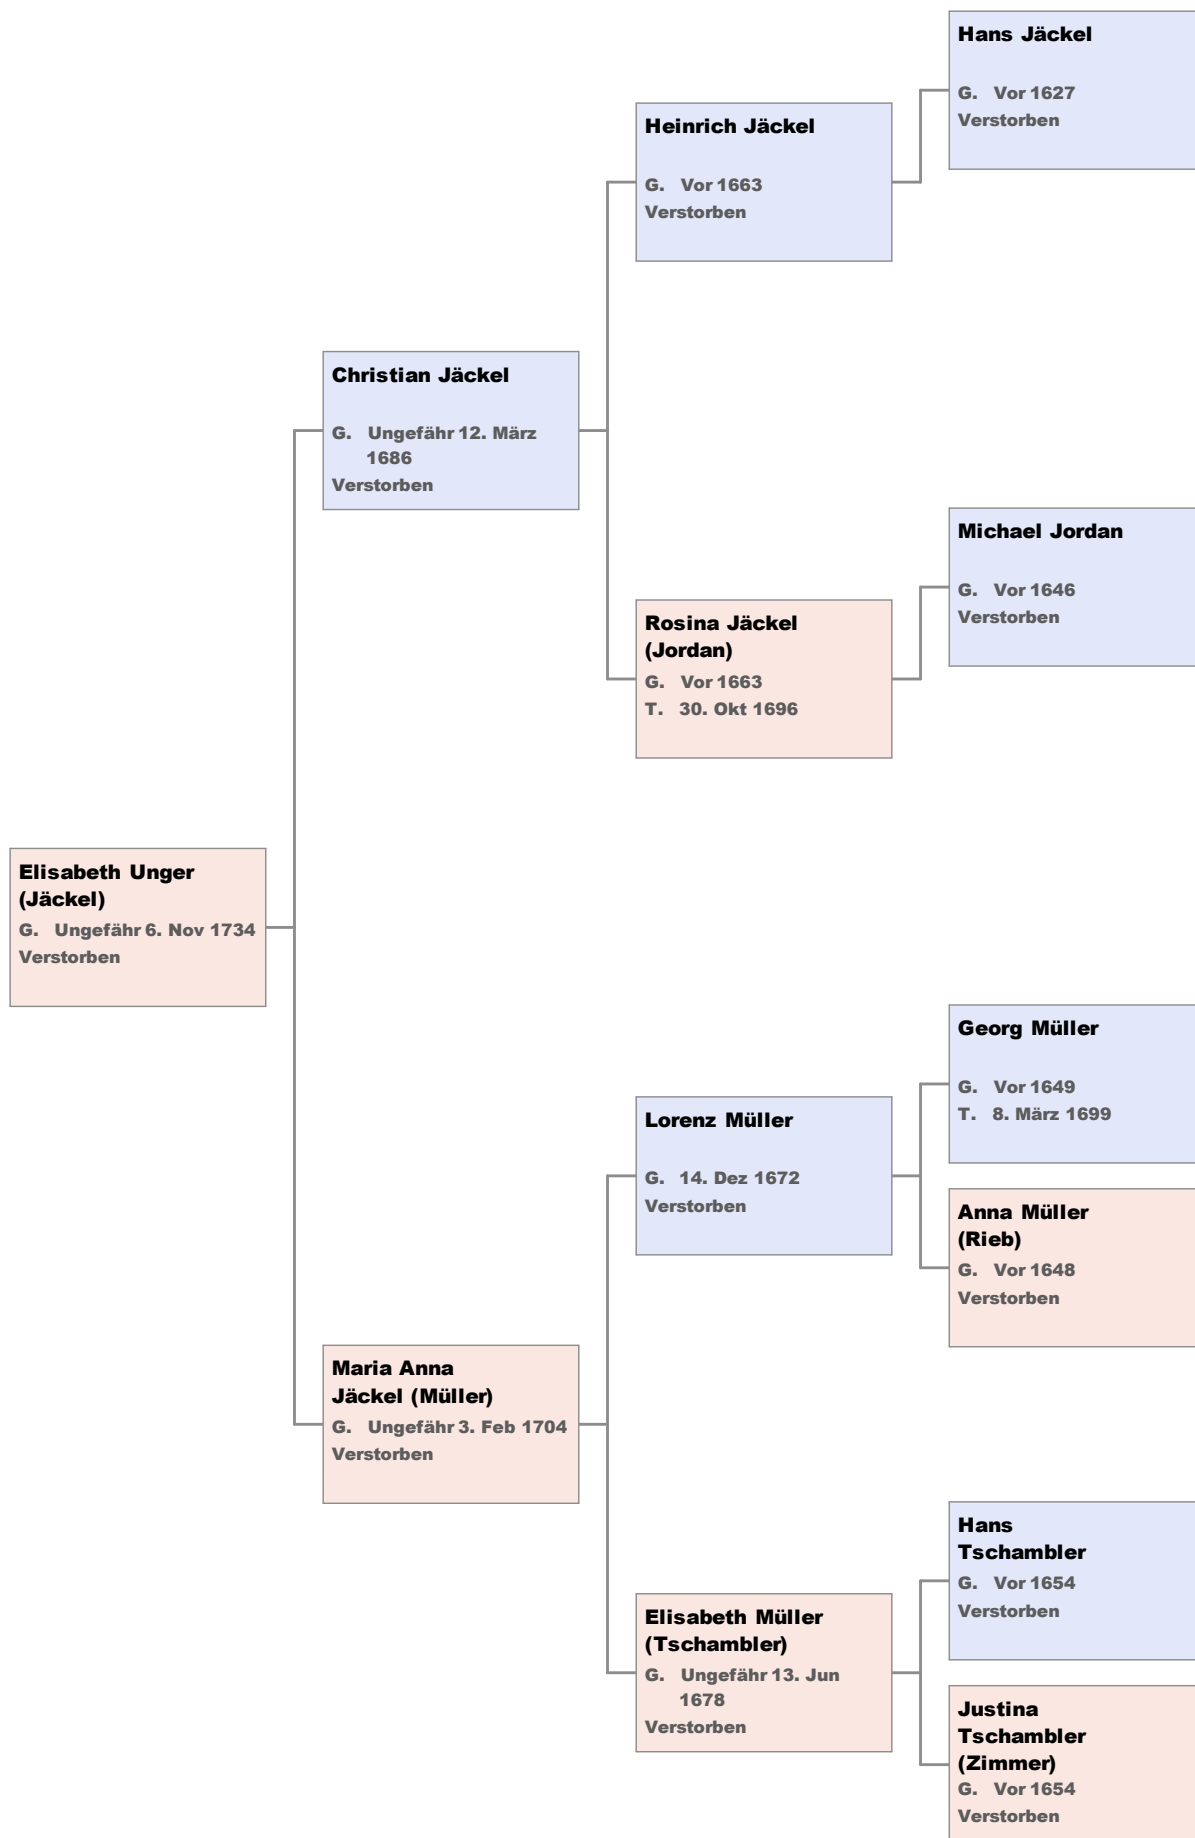 Hans Jäckel
G. Vor 1627
Verstorben
Heinrich Jäckel
G. Vor 1663
Verstorben
Christian Jäckel
G. Ungefähr 12. März
1686
Verstorben
Michael Jordan
G. Vor 1646
Verstorben
Rosina Jäckel
(Jordan)
G. Vor 1663
T. 30. Okt 1696
Elisabeth Unger
(Jäckel)
G. Ungefähr 6. Nov 1734
Verstorben
Georg Müller
G. Vor 1649
T. 8. März 1699
Lorenz Müller
G. 14. Dez 1672
Verstorben
Anna Müller
(Rieb)
G. Vor 1648
Verstorben
Maria Anna
Jäckel (Müller)
G. Ungefähr 3. Feb 1704
Verstorben
Hans
Tschambler
G. Vor 1654
Verstorben
Elisabeth Müller
(Tschambler)
G. Ungefähr 13. Jun
1678
Verstorben
Justina
Tschambler
(Zimmer)
G. Vor 1654
Verstorben